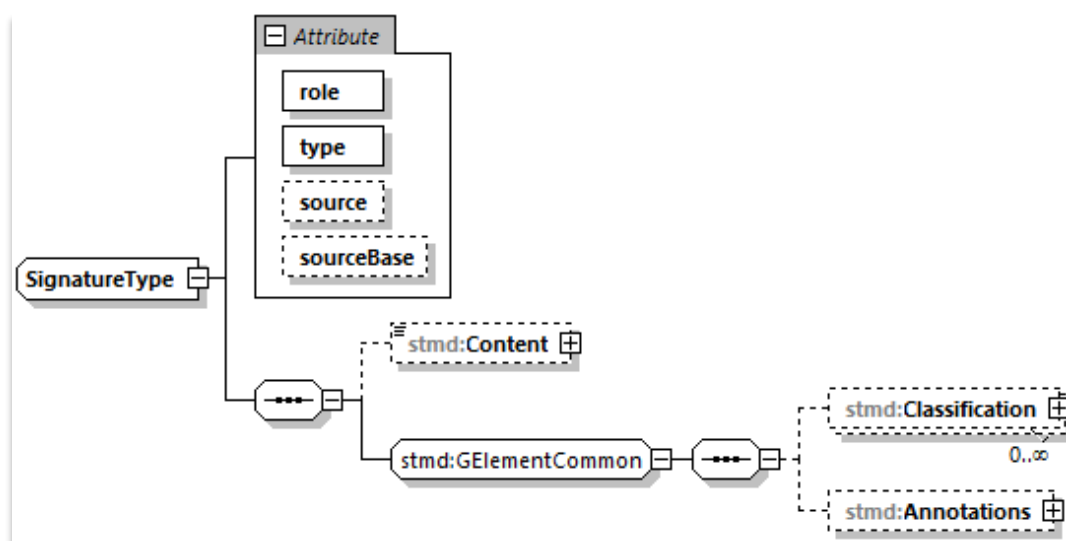 Attribute
role
type
source
sourceBase
SignatureType
stmd:Content
stmd:GElementCommon
stmd:Classification
0..∞
stmd:Annotations